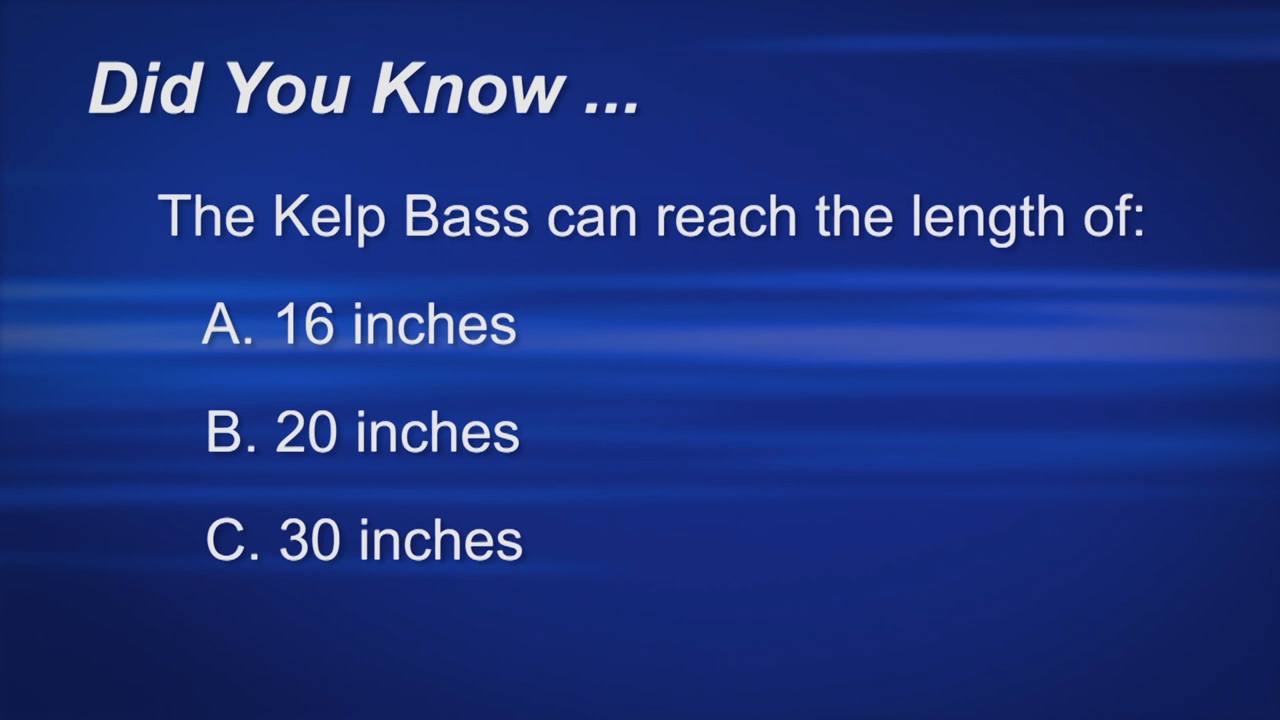 Did You Know ...
The Kelp Bass can reach the length of:
A. 16 inches
B. 20 inches
C. 30 inches